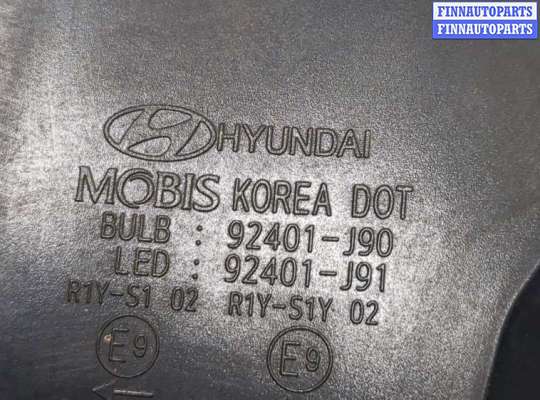 FINNAUTOPARTS
FINNAUTOPARTS
HYUNDAI
MOBIS KOREA DOT
BULB : 92401-J90
LED : 92401-J91
R1Y-S1 02 R1Y-S1Y 02
E9 E9